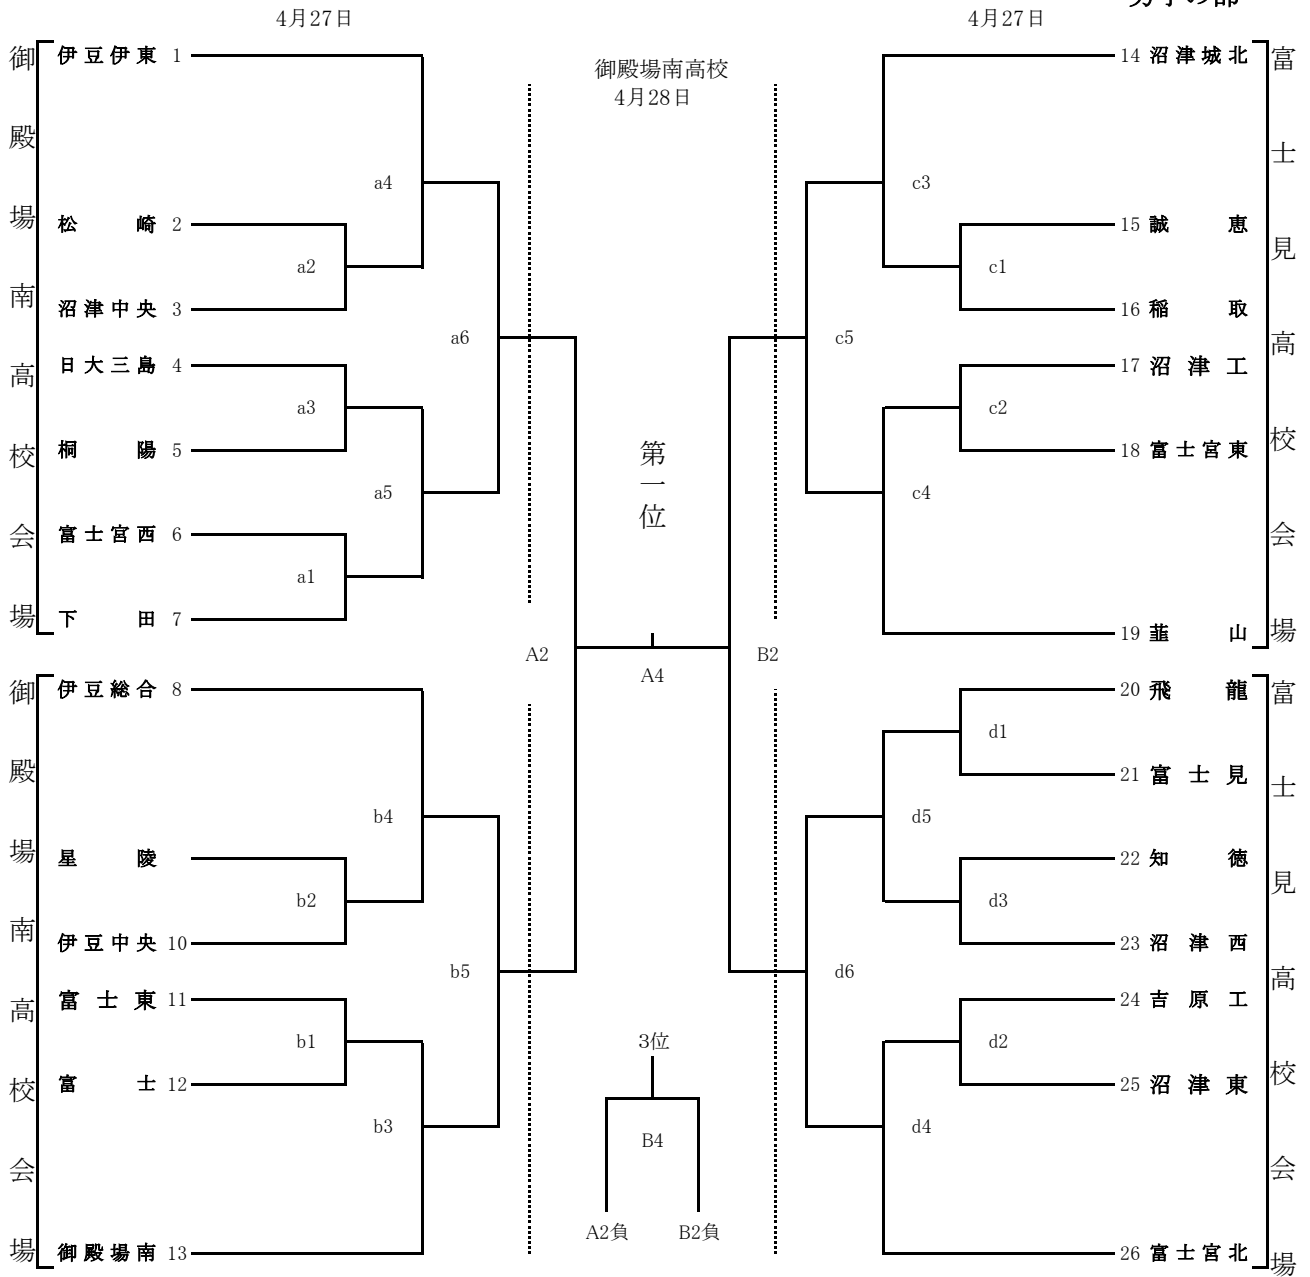 4月27日
4月27日
御殿場南高校
4月28日
御殿場南高校会場
伊豆伊東 1
松崎 2
沼津中央 3
日大三島 4
桐陽 5
富士宮西 6
下田 7
a4
a2
a6
a3
a5
a1
御殿場南高校会場
伊豆総合 8
星陵
伊豆中央 10
富士東 11
富士 12
御殿場南 13
b4
b2
b5
b1
b3
第一位
A2
A4
B2
3位
B4
A2負
B2負
14 沼津城北
15 誠恵
16 稲取
17 沼津工
18 富士宮東
19 韮山
c3
c1
c5
c2
c4
富士見高校会場
20 飛龍
21 富士見
22 知徳
23 沼津西
24 吉原工
25 沼津東
26 富士宮北
d1
d5
d3
d6
d2
d4
富士見高校会場